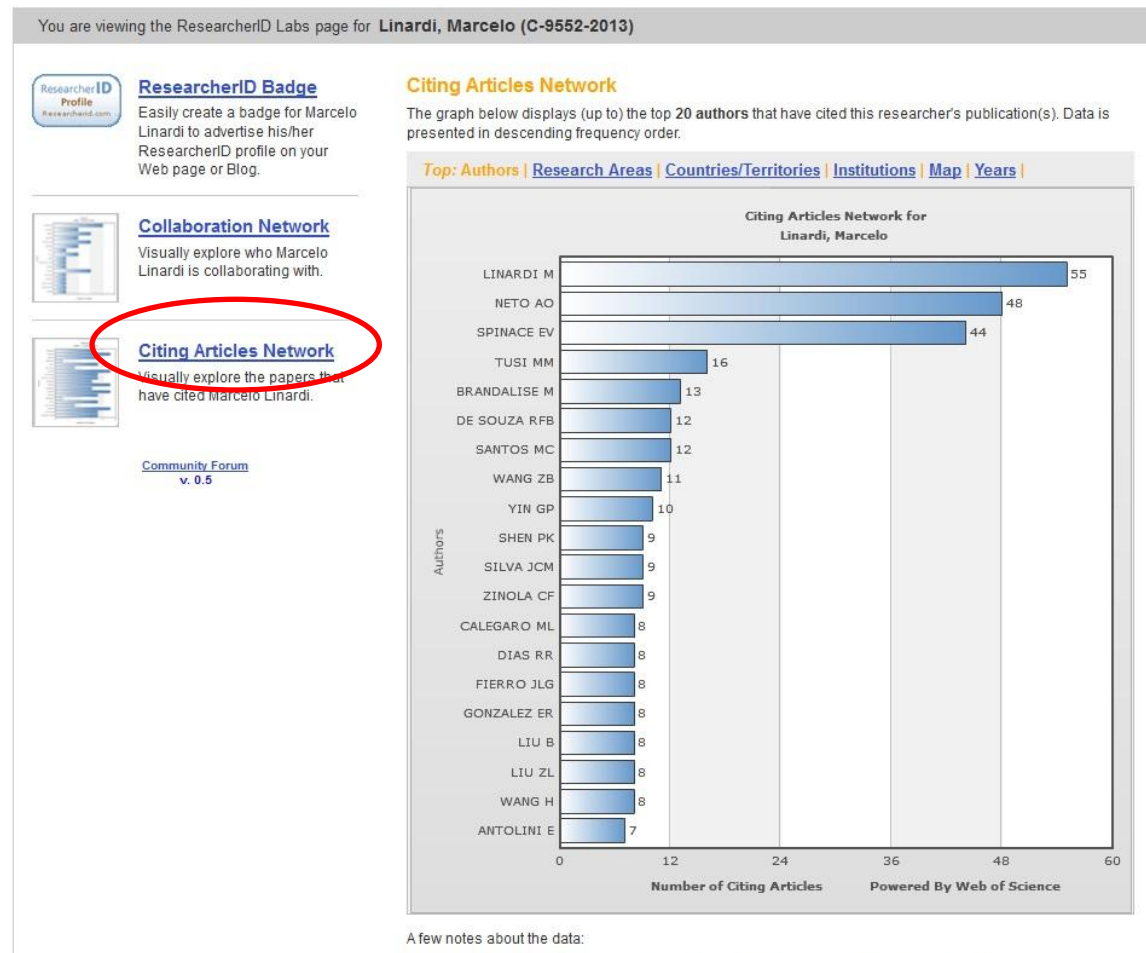 You are viewing the ResearcherID Labs page for Linardi, Marcelo (C-9552-2013)
ResearcherID
Profile
Researcherid.com
ResearcherID Badge
Easily create a badge for Marcelo
Linardi to advertise his/her
ResearcherID profile on your
Web page or Blog.
Collaboration Network
Visually explore who Marcelo
Linardi is collaborating with.
Citing Articles Network
Visually explore the papers that
have cited Marcelo Linardi.
Community Forum
v. 0.5
Citing Articles Network
The graph below displays (up to) the top 20 authors that have cited this researcher's publication(s). Data is
presented in descending frequency order.
Top: Authors | Research Areas | Countries/Territories | Institutions | Map | Years |
Citing Articles Network for
Linardi, Marcelo
Authors
LINARDI M 55
NETO AO 48
SPINACE EV 44
TUSI MM 16
BRANDALISE M 13
DE SOUZA RFB 12
SANTOS MC 12
WANG ZB 11
YIN GP 10
SHEN PK 9
SILVA JCM 9
ZINOLA CF 9
CALEGARO ML 8
DIAS RR 8
FIERRO JLG 8
GONZALEZ ER 8
LIU B 8
LIU ZL 8
WANG H 8
ANTOLINI E 7
0 12 24 36 48 60
Number of Citing Articles Powered By Web of Science
A few notes about the data: